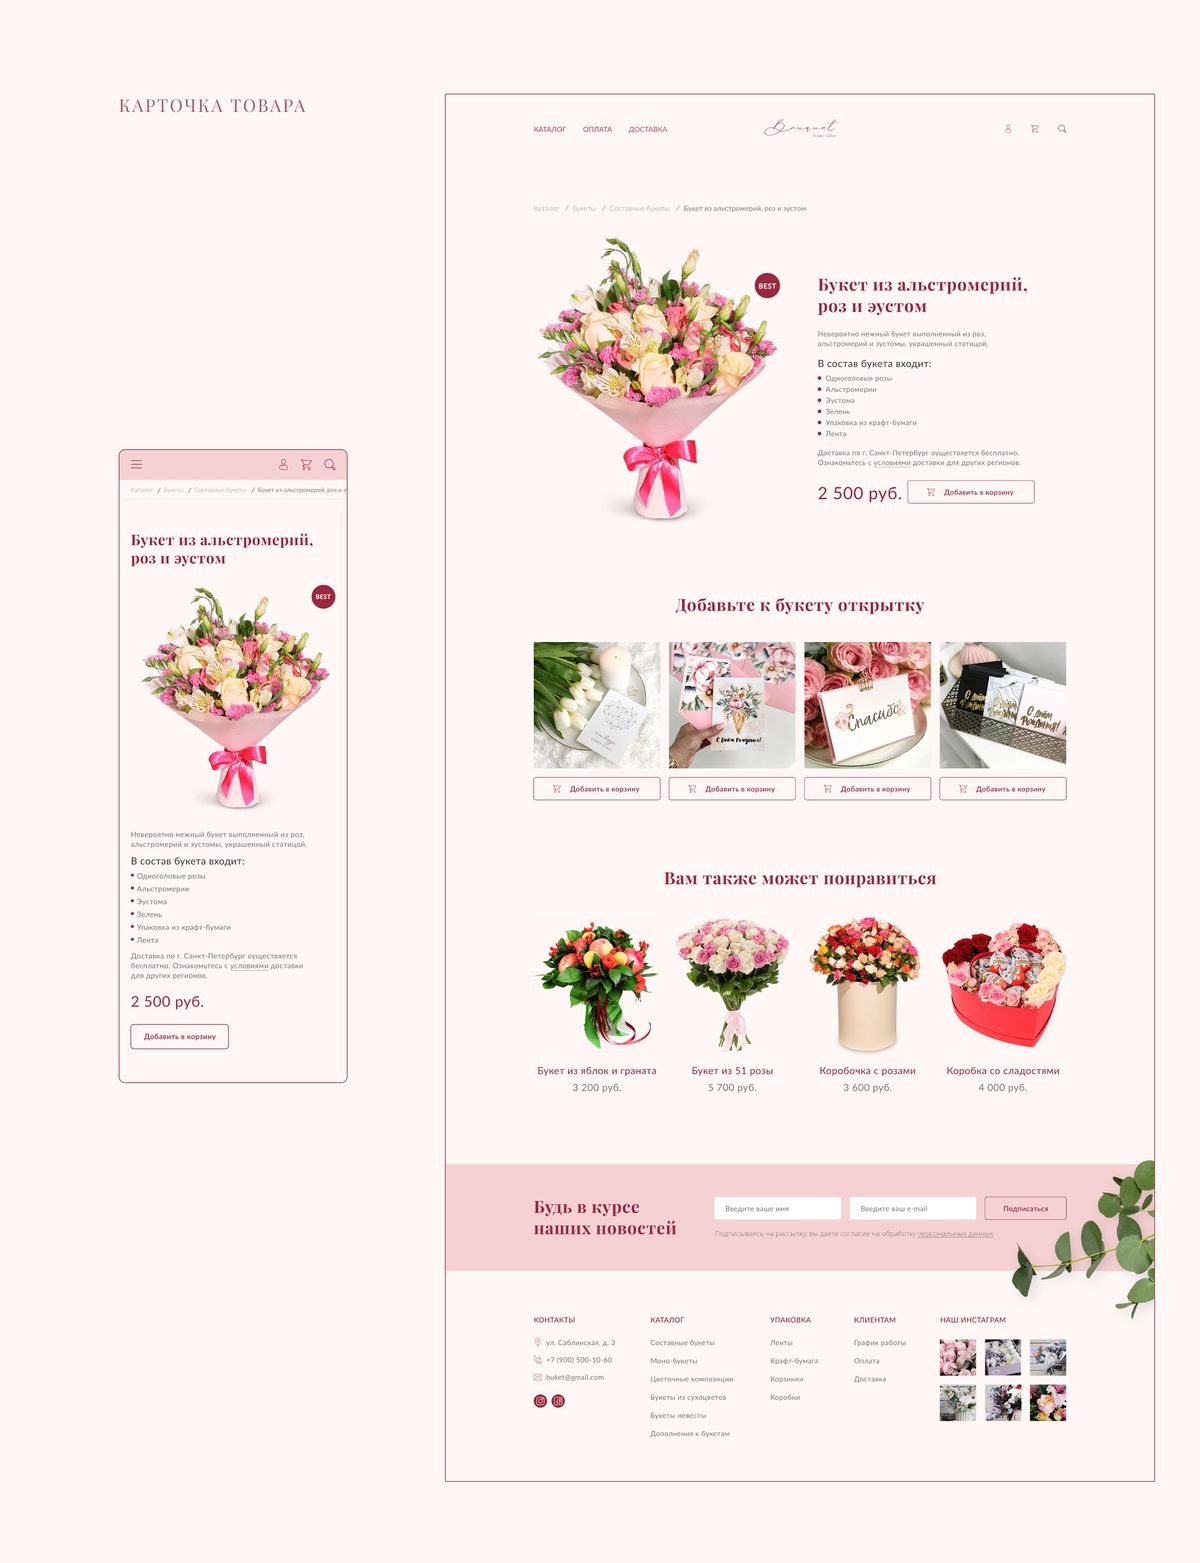 КАРТОЧКА ТОВАРА
Каталог / Букеты / Составные букеты / Букет из альстромерий, роз и э
Букет из альстромерий,
роз и эустом
BEST
Невероятно нежный букет выполненный из роз,
альстромерий и эустомы, украшенный статицой.
В состав букета входит:
Одноголовые розы
Альстромерии
Эустома
Зелень
Упаковка из крафт-бумаги
Лента
Доставка по г. Санкт-Петербург оуществяется
бесплатно. Ознакомьтесь с условиями доставки
для других регионов.
2 500 руб.
Добавить в корзину
КАТАЛОГ ОПЛАТА ДОСТАВКА
Bouquet
flower salon
Каталог / Букеты / Составные букеты / Букет из альстромерий, роз и эустом
BEST
Букет из альстромерий,
роз и эустом
Невероятно нежный букет выполненный из роз,
альстромерий и эустомы, украшенный статицой.
В состав букета входит:
Одноголовые розы
Альстромерии
Эустома
Зелень
Упаковка из крафт-бумаги
Лента
Доставка по г. Санкт-Петербург оуществяется бесплатно.
Ознакомьтесь с условиями доставки для других регионов.
2 500 руб. Добавить в корзину
Добавьте к букету открытку
С Днём Рождения!
Спасибо
С Днём
Рождения!
Добавить в корзину Добавить в корзину Добавить в корзину Добавить в корзину
Вам также может понравиться
Букет из яблок и граната Букет из 51 розы Коробочка с розами Коробка со сладостями
3 200 руб. 5 700 руб. 3 600 руб. 4 000 руб.
Будь в курсе
наших новостей
Введите ваше имя Введите ваш e-mail Подписаться
Подписываясь на рассылку, вы даете согласие на обработку персональных данных
КОНТАКТЫ
ул. Саблинская, д. 3
+7 (900) 500-10-60
buket@gmail.com
КАТАЛОГ
Составные букеты
Моно-букеты
Цветочные композиции
Букеты из сухоцветов
Букеты невесты
Дополнения к букетам
УПАКОВКА
Ленты
Крафт-бумага
Корзинки
Коробки
КЛИЕНТАМ
График работы
Оплата
Доставка
НАШ ИНСТАГРАМ